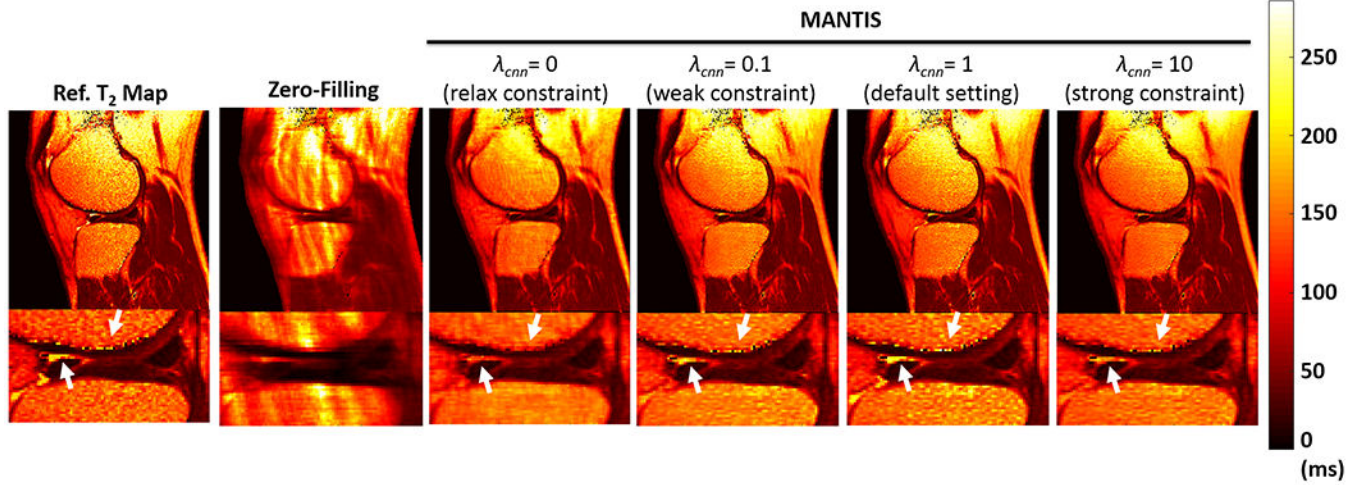 MANTIS
Ref. T₂ Map
Zero-Filling
λcnn= 0
(relax constraint)
λcnn= 0.1
(weak constraint)
λcnn= 1
(default setting)
λcnn= 10
(strong constraint)
250
200
150
100
50
0
(ms)